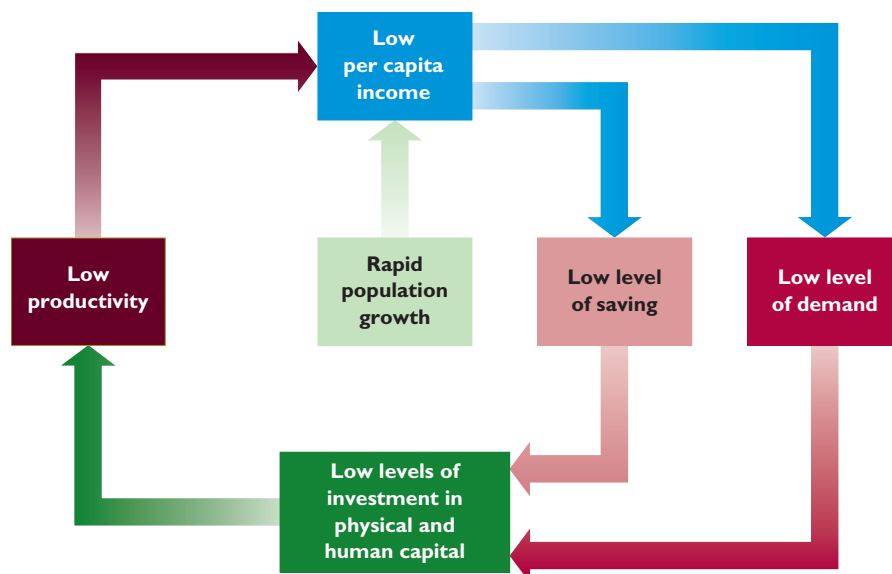 Low
per capita
income
Low
productivity
Rapid
population
growth
Low level
of saving
Low level
of demand
Low levels of
investment in
physical and
human capital